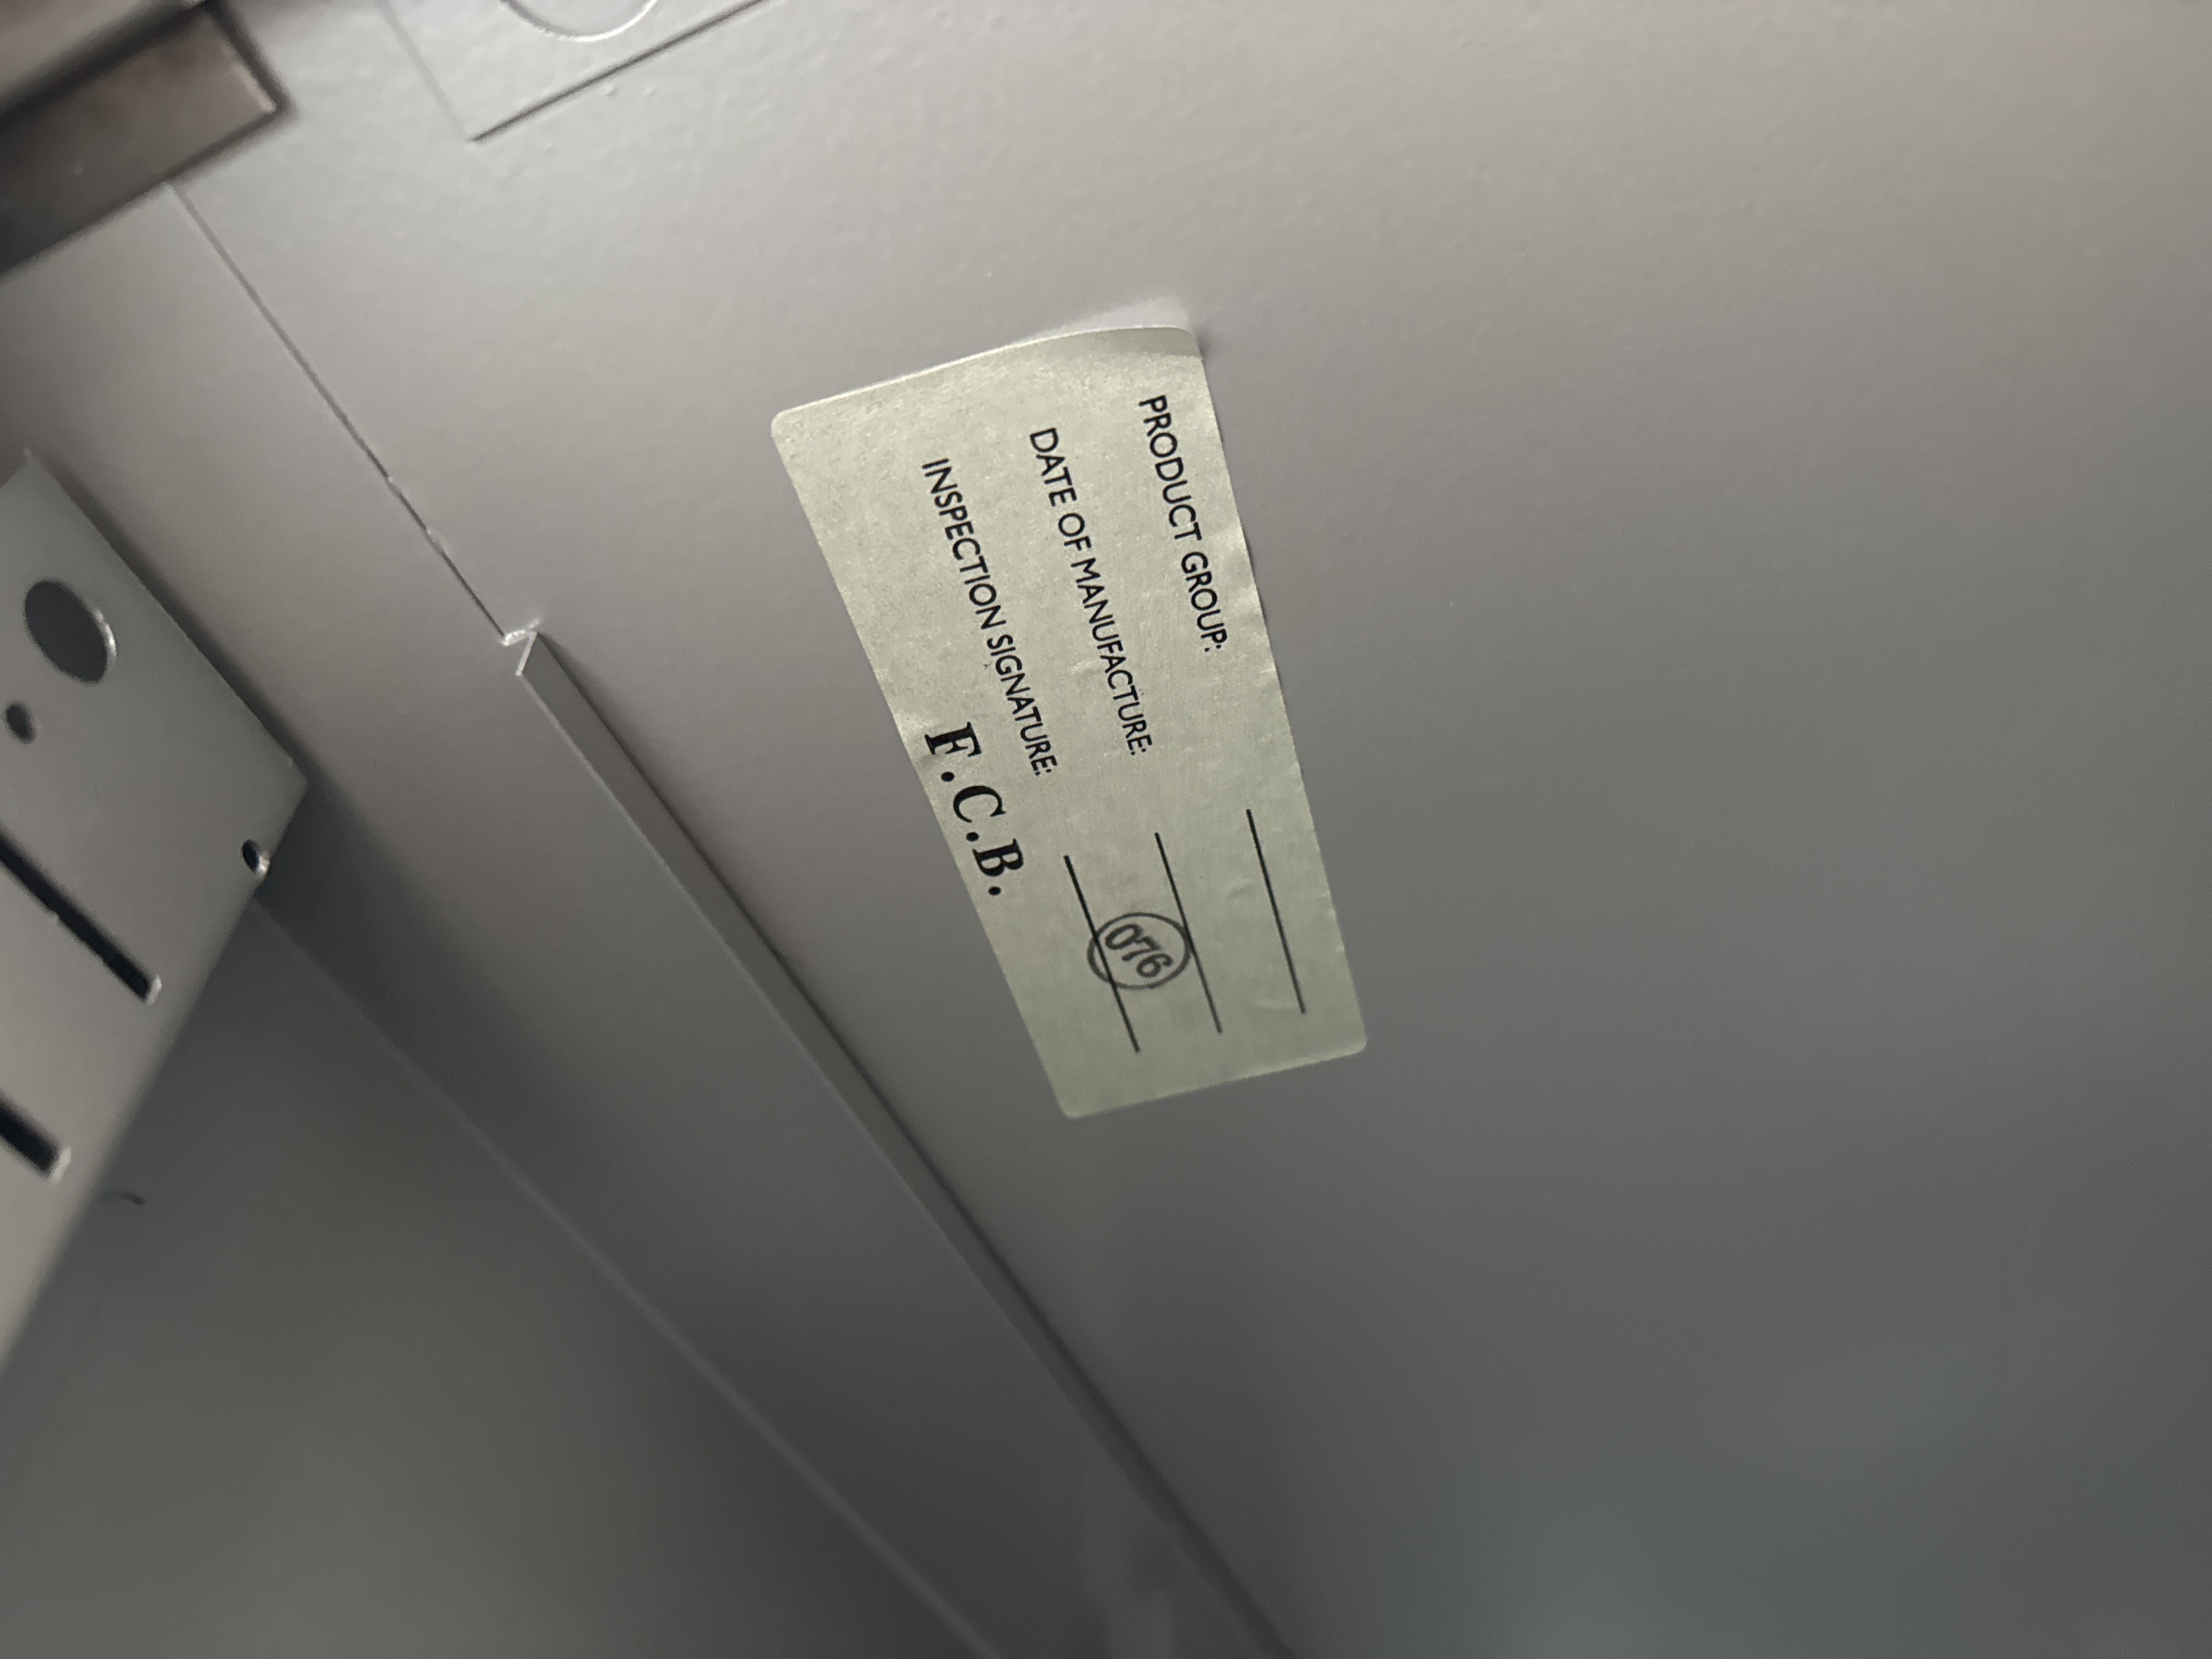 PRODUCT GROUP:
DATE OF MANUFACTURE:
INSPECTION SIGNATURE:
076
F.C.B.